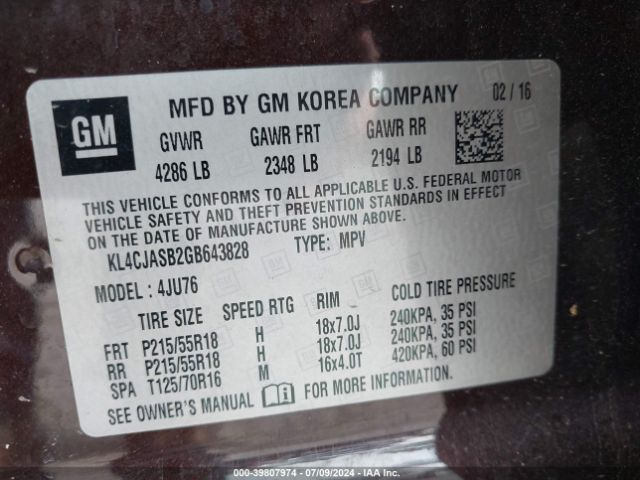 GM
MFD BY GM KOREA COMPANY 02 / 16
GVWR GAWR FRT GAWR RR
4286 LB 2348 LB 2194 LB
THIS VEHICLE CONFORMS TO ALL APPLICABLE U.S. FEDERAL MOTOR
VEHICLE SAFETY AND THEFT PREVENTION STANDARDS IN EFFECT
ON THE DATE OF MANUFACTURE SHOWN ABOVE.
KL4CJASB2GB643828 TYPE: MPV
MODEL : 4JU76
TIRE SIZE SPEED RTG RIM COLD TIRE PRESSURE
FRT P215/55R18 H 18x7.0J 240KPA, 35 PSI
RR P215/55R18 H 18x7.0J 240KPA, 35 PSI
SPA T125/70R16 M 16x4.0T 420KPA, 60 PSI
SEE OWNER'S MANUAL FOR MORE INFORMATION.
000-39807974 | 07/09/2024 | IAA Inc.